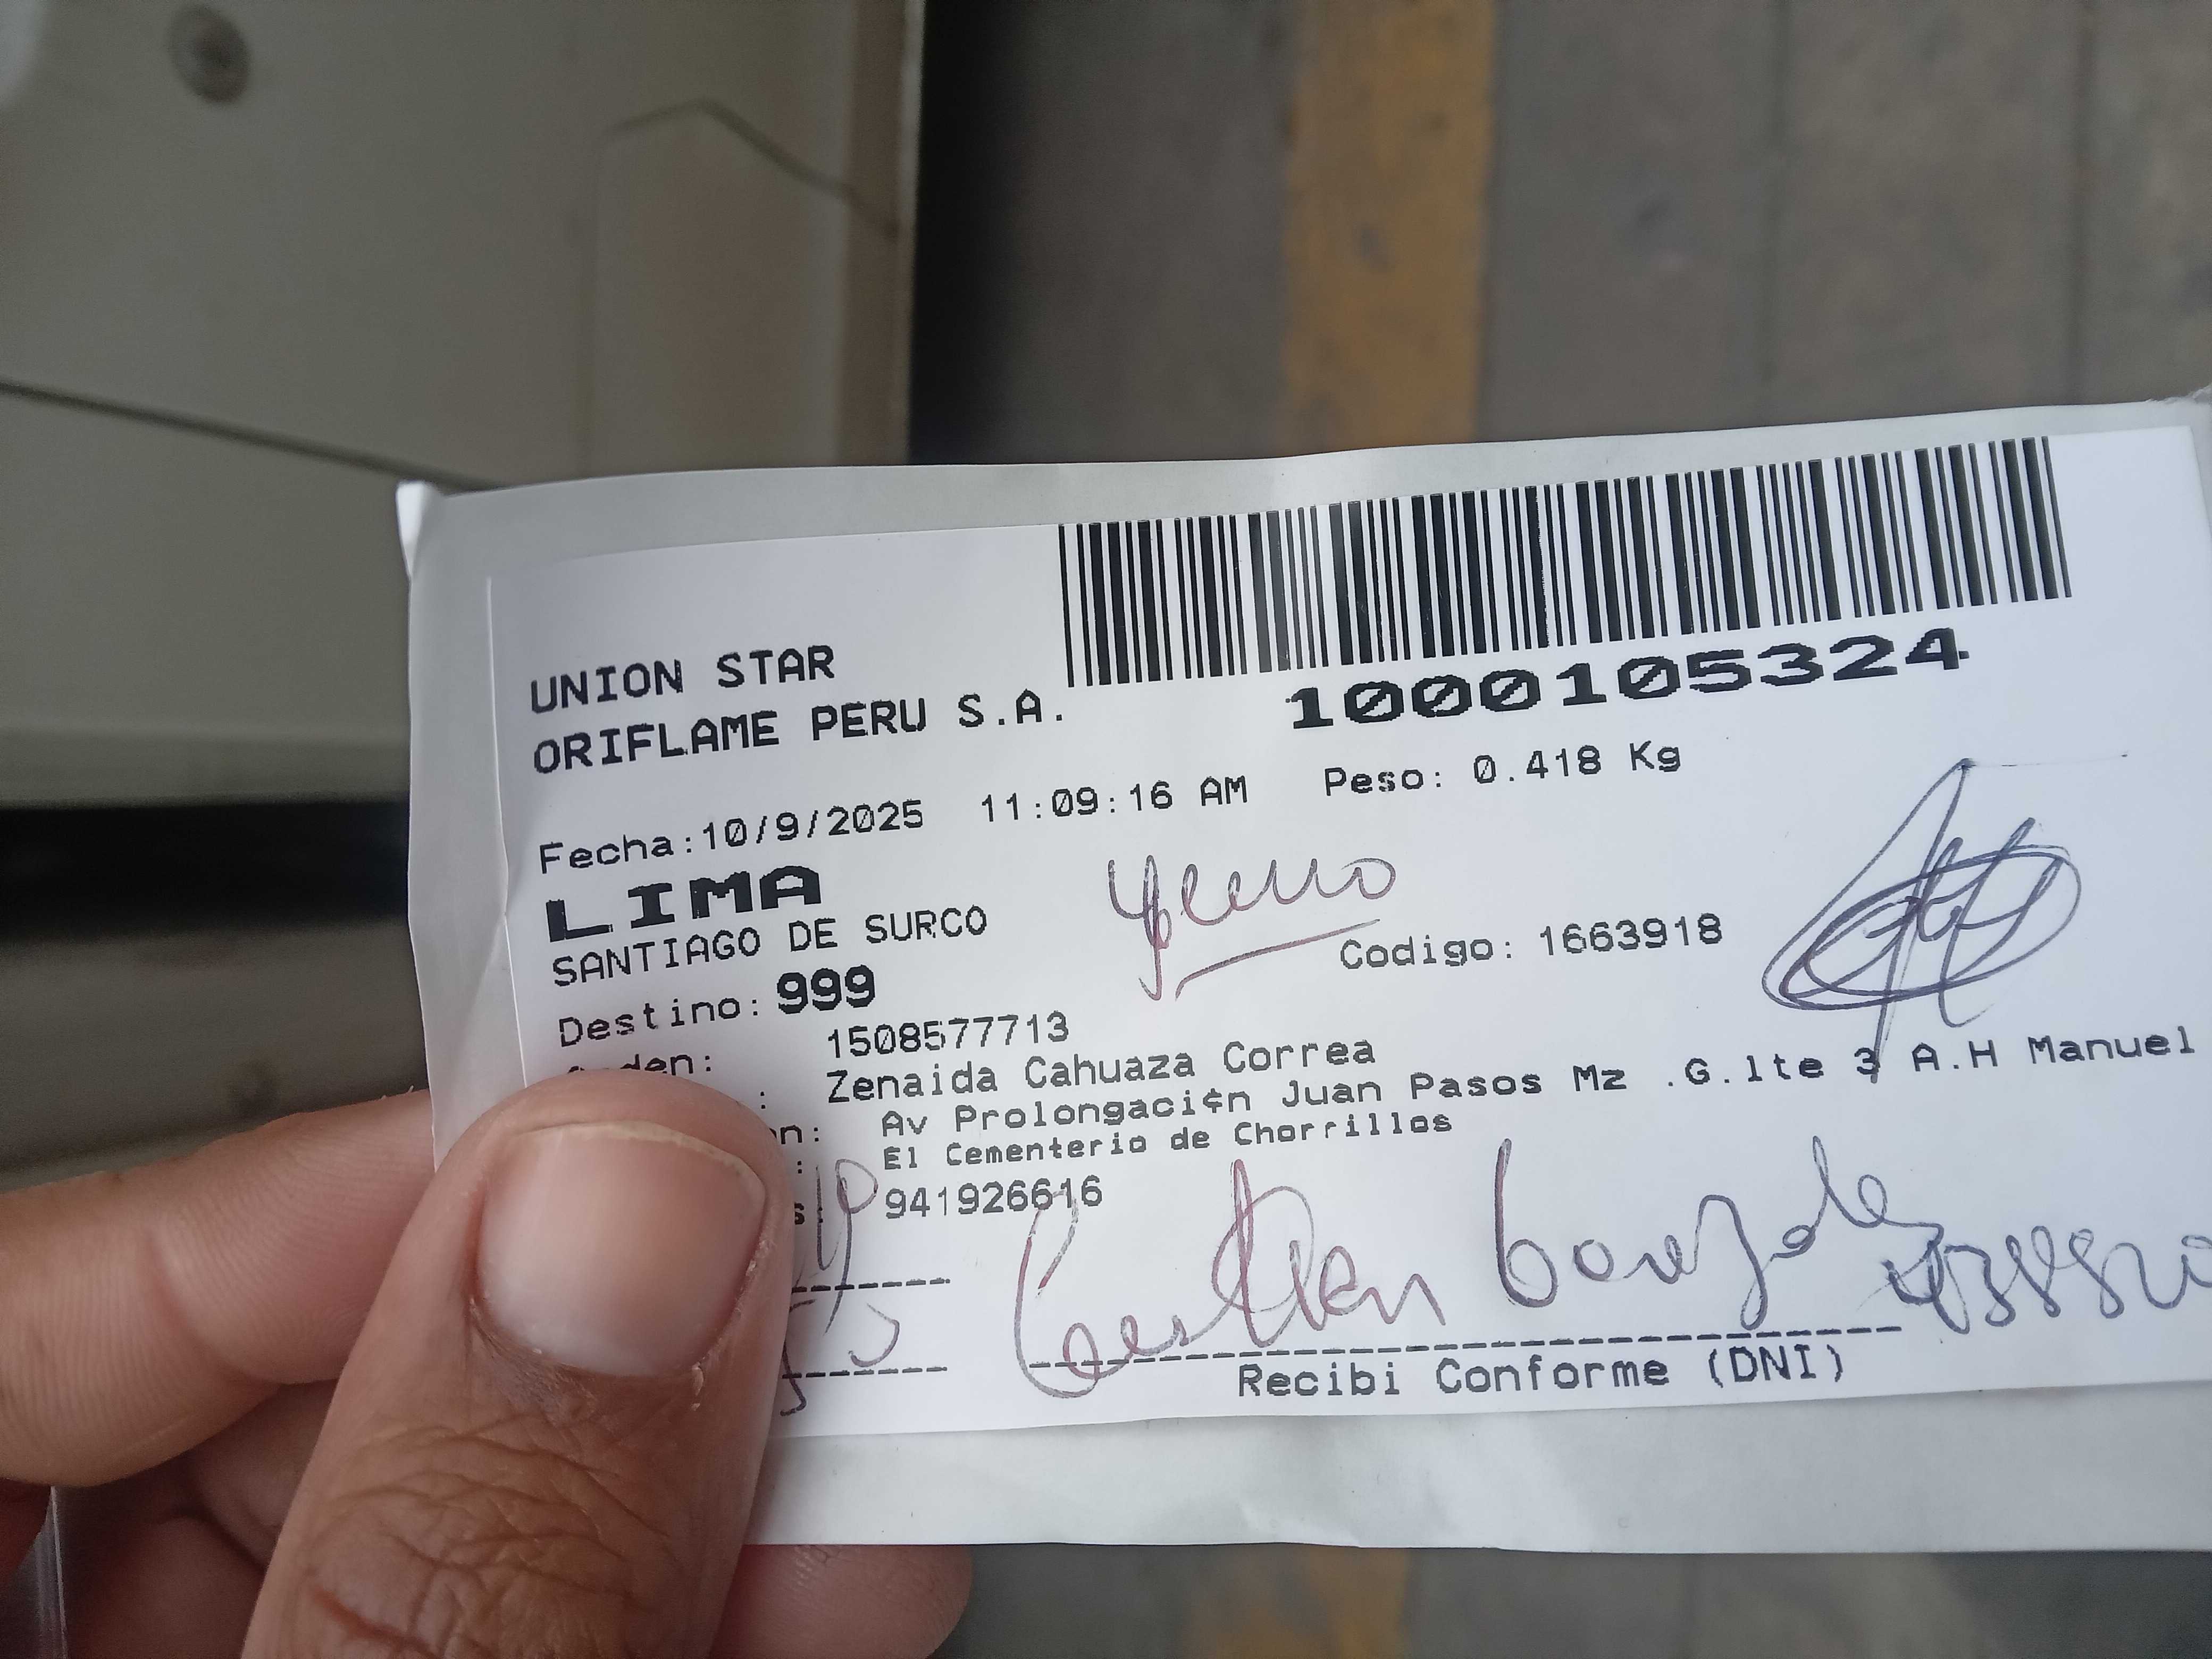 UNION STAR
ORIFLAME PERU S.A.
1000105324
Fecha:10/9/2025 11:09:16 AM Peso: 0.418 Kg
LIMA
SANTIAGO DE SURCO
Destino: 999 Codigo: 1663918
den: 1508577713
: Zenaida Cahuaza Correa
n: Av Prolongaci¢n Juan Pasos Mz .G.lte 3 A.H Manuel
: El Cementerio de Chorrillos
s 941926616
Recibi Conforme (DNI)